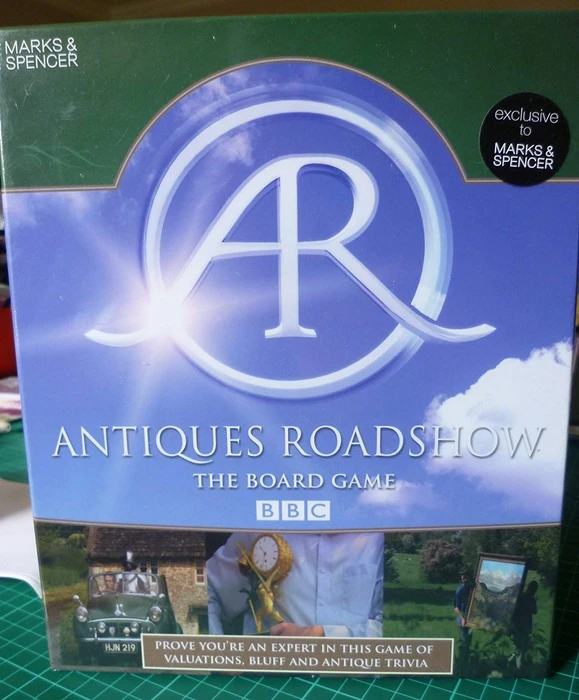 MARKS &
SPENCER
exclusive
to
MARKS &
SPENCER
AR
ANTIQUES ROADSHOW
THE BOARD GAME
BBC
HJN 219
PROVE YOU'RE AN EXPERT IN THIS GAME OF
VALUATIONS, BLUFF AND ANTIQUE TRIVIA